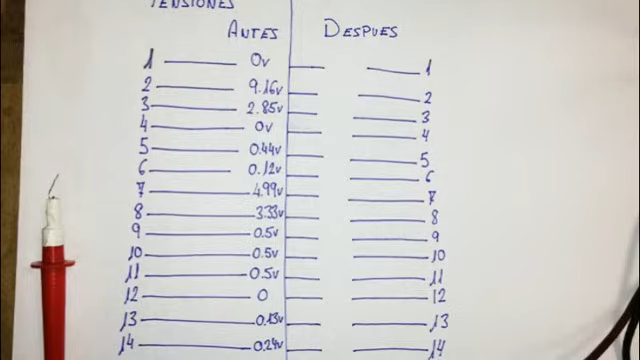 TENSIONES
ANTES DESPUES
1 0v 1
2 9.16v 2
3 2.85v 3
4 0v 4
5 0.44v 5
6 0.12v 6
7 4.99v 7
8 3.33v 8
9 0.5v 9
10 0.5v 10
11 0.5v 11
12 0 12
13 0.13v 13
14 0.24v 14